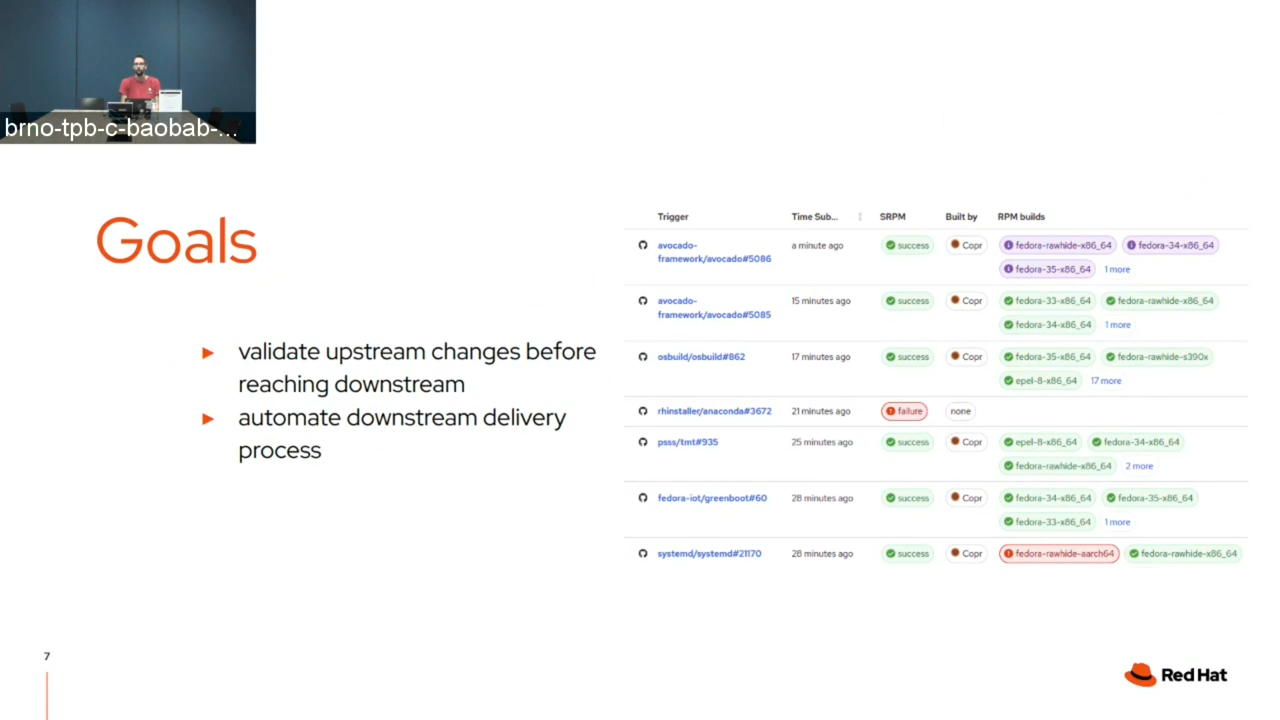 brno-tpb-c-baobab-...
Goals
validate upstream changes before
reaching downstream
automate downstream delivery
process
Trigger Time Sub... SRPM Built by RPM builds
avocado-
framework/avocado#5086 a minute ago success Copr fedora-rawhide-x86_64 fedora-34-x86_64
fedora-35-x86_64 1 more
avocado-
framework/avocado#5085 15 minutes ago success Copr fedora-33-x86_64 fedora-rawhide-x86_64
fedora-34-x86_64 1 more
osbuild/osbuild#862 17 minutes ago success Copr fedora-35-x86_64 fedora-rawhide-s390x
epel-8-x86_64 17 more
rhinstaller/anaconda#3672 21 minutes ago failure none
psss/tmt#935 25 minutes ago success Copr epel-8-x86_64 fedora-34-x86_64
fedora-rawhide-x86_64 2 more
fedora-iot/greenboot#60 28 minutes ago success Copr fedora-34-x86_64 fedora-35-x86_64
fedora-33-x86_64 1 more
systemd/systemd#21170 28 minutes ago success Copr fedora-rawhide-aarch64 fedora-rawhide-x86_64
7
Red Hat